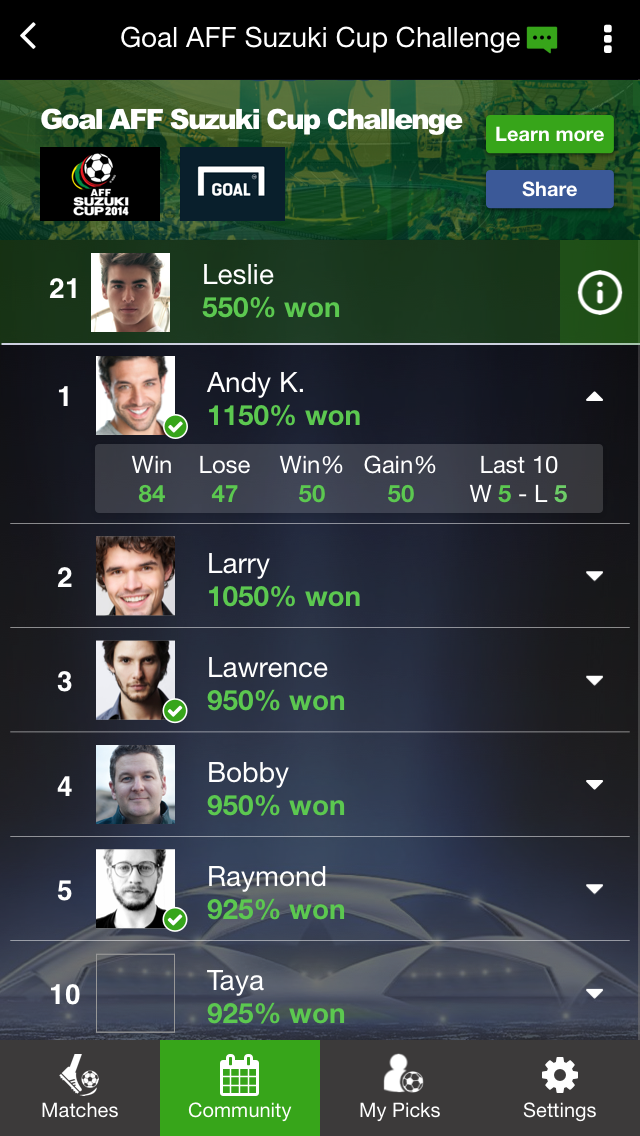 Goal AFF Suzuki Cup Challenge
Goal AFF Suzuki Cup Challenge
Learn more
AFF
SUZUKI
CUP 2014
GOAL
Share
21
Leslie
550% won
1
Andy K.
1150% won
Win Lose Win% Gain% Last 10
84 47 50 50 W 5 - L 5
2
Larry
1050% won
3
Lawrence
950% won
4
Bobby
950% won
5
Raymond
925% won
10
Taya
925% won
Matches Community My Picks Settings